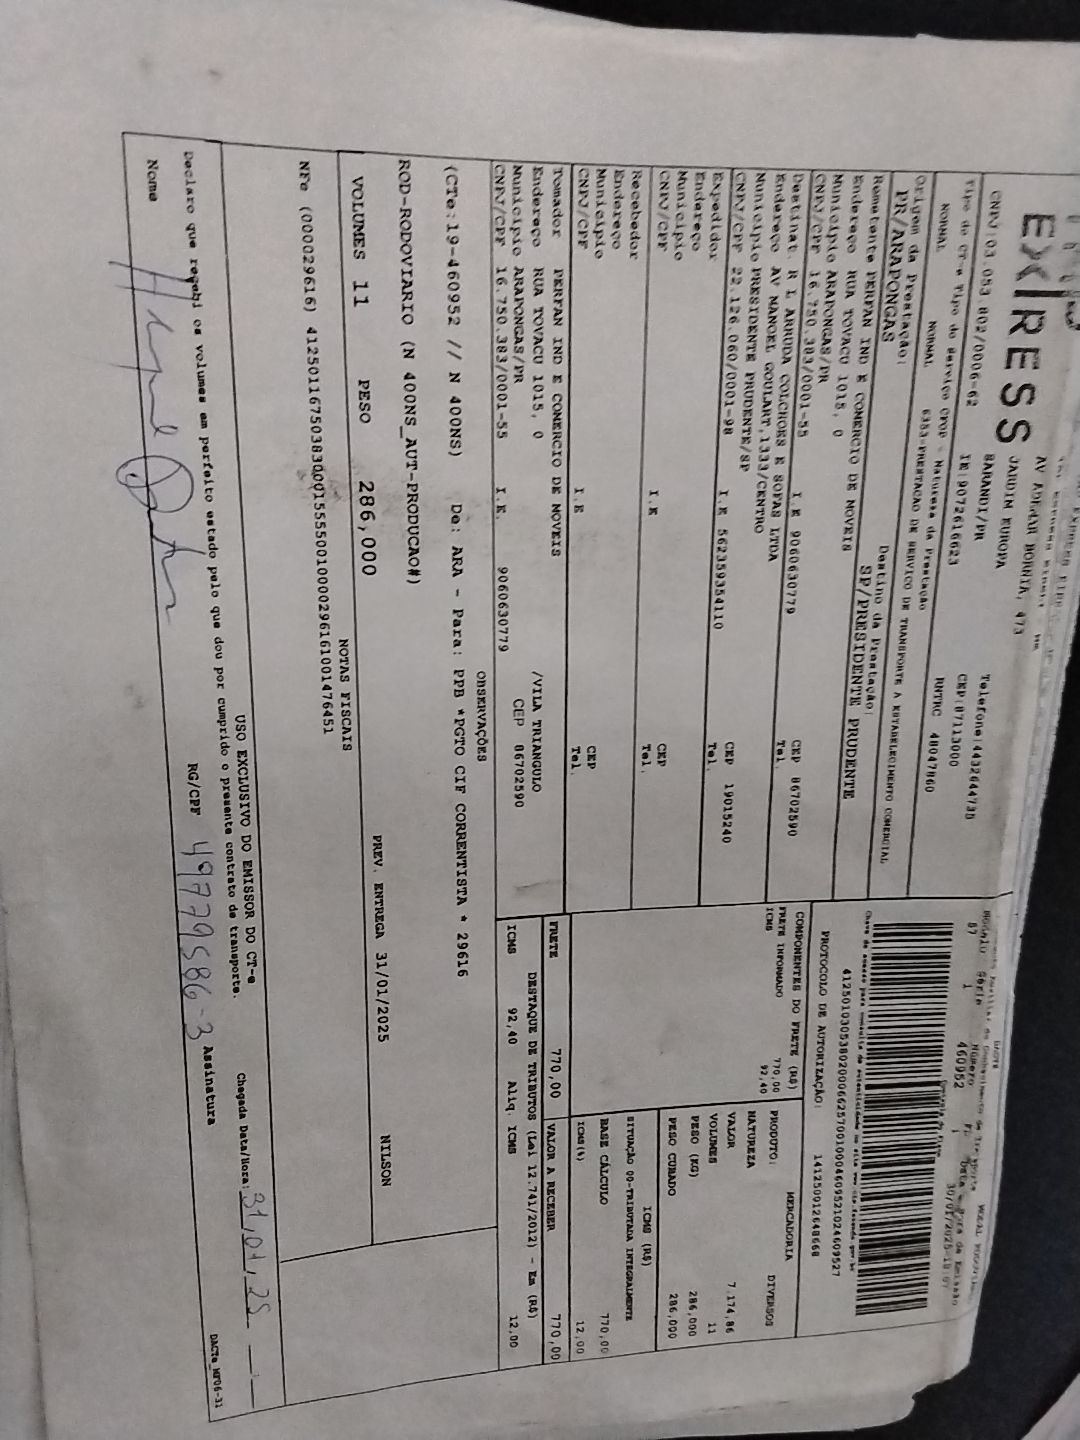 EX|RESS
AV ADEMAR BORNIA, 473
JARDIM EUROPA
SARANDI/PR
Telefone:4432644735
CNPJ:03.053.802/0006-62
IE:9072616623
CEP:87113000
Tipo do CT-e Tipo do Serviço CFOP - Natureza da Prestação
RNTRC 48047860
NORMAL NORMAL 6353-PRESTACAO DE SERVICO DE TRANSPORTE A ESTABELECIMENTO COMERCIAL
Origem da Prestação: Destino da Prestação:
PR/ARAPONGAS SP/PRESIDENTE PRUDENTE
Remetente PERFAN IND E COMERCIO DE MOVEIS
Endereço RUA TOVACU 1015, 0
Município ARAPONGAS/PR CEP 86702590
CNPJ/CPF 16.750.383/0001-55 I.E 9060630779 Tel.
Destinat. R L ARRUDA COLCHOES E SOFAS LTDA
Endereço AV MANOEL GOULART,1333/CENTRO
Município PRESIDENTE PRUDENTE/SP CEP 19015240
CNPJ/CPF 22.126.060/0001-98 I.E 562359354110 Tel.
Expedidor
Endereço
Município CEP
CNPJ/CPF I.E Tel.
Recebedor
Endereço
Município CEP
CNPJ/CPF I.E Tel.
Tomador PERFAN IND E COMERCIO DE MOVEIS
Endereço RUA TOVACU 1015, 0 /VILA TRIANGULO
Município ARAPONGAS/PR CEP 86702590
CNPJ/CPF 16.750.383/0001-55 I.E. 9060630779
DACTE
Modelo Série Número
57 1 460952
30/01/2025
PROTOCOLO DE AUTORIZAÇÃO:
COMPONENTES DO FRETE (R$)
FRETE INFORMADO 770,00
ICMS 92,40
PRODUTO: MERCADORIA DIVERSOS
NATUREZA
VALOR 7.174,86
VOLUMES 11
PESO (KG) 286,000
PESO CUBADO 286,000
ICMS (R$)
SITUAÇÃO 00-TRIBUTADA INTEGRALMENTE
BASE CÁLCULO 770,00
ICMS(%) 12,00
FRETE 770,00 VALOR A RECEBER 770,00
DESTAQUE DE TRIBUTOS (Lei 12.741/2012) - Em (R$)
ICMS 92,40 Aliq. ICMS 12,00
OBSERVAÇÕES
(CTe:19-460952 // N 400NS) De: ARA - Para: PPB *PGTO CIF CORRENTISTA * 29616
ROD-RODOVIARIO (N 400NS_AUT-PRODUCAO#)
VOLUMES 11 PESO 286,000 PREV. ENTREGA 31/01/2025 NILSON
NOTAS FISCAIS
NFe (000029616) 41250116750383000155550010000296161001476451
USO EXCLUSIVO DO EMISSOR DO CT-e
Declaro que recebi os volumes em perfeito estado pelo que dou por cumprido o presente contrato de transporte.
Chegada Data/Hora: 31/01/25
Nome RG/CPF 49779586-3 Assinatura
DACTe_MP06-31